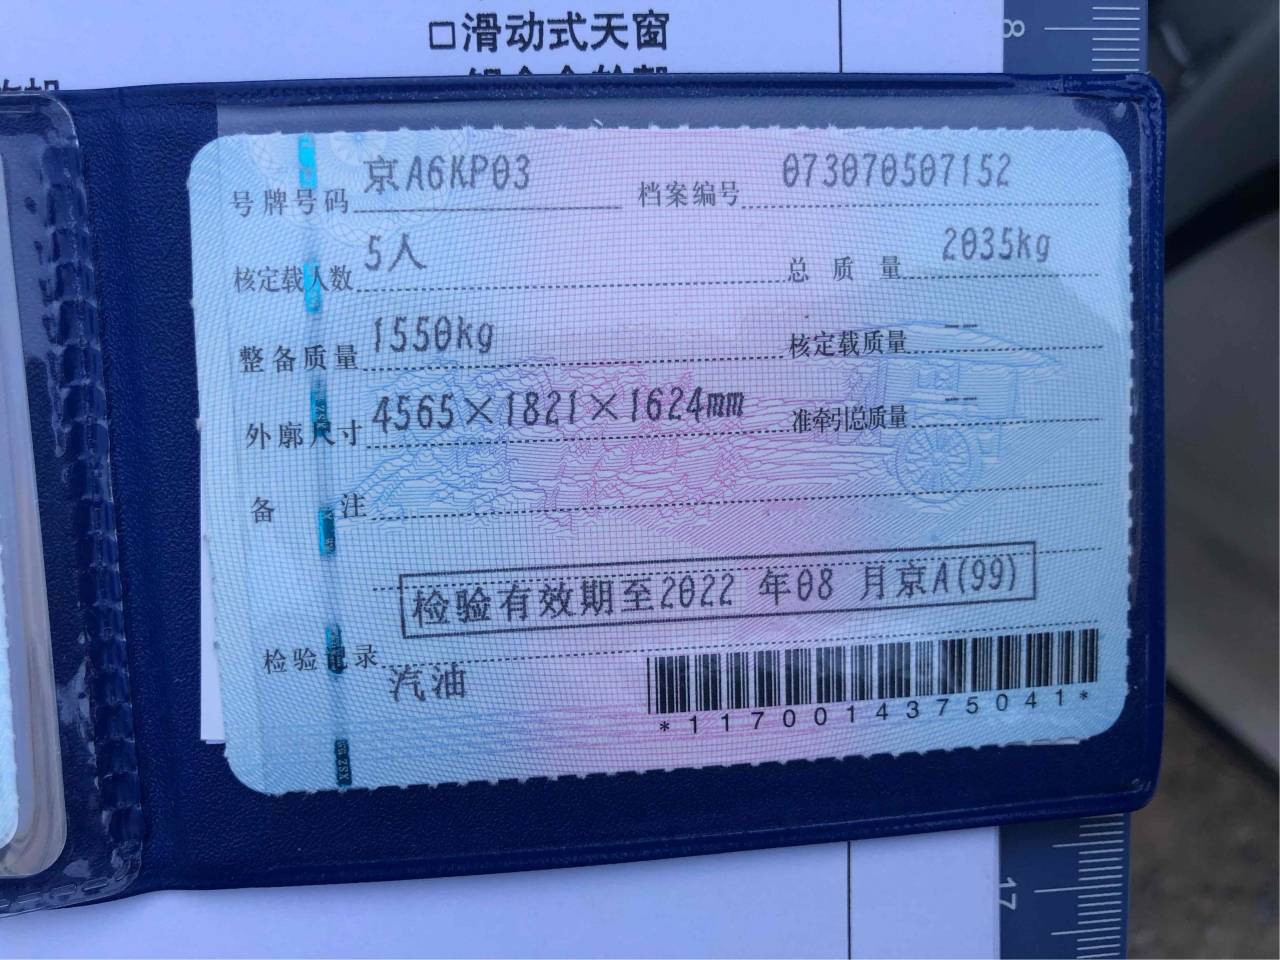 □滑动式天窗
8
号牌号码 京A6KP03 档案编号 073070507152
核定载人数 5人 总质量 2035kg
整备质量 1550kg 核定载质量 --
外廓尺寸 4565×1821×1624mm 准牵引总质量 --
备注
检验有效期至2022 年08 月京A(99)
检验记录
汽油
*1170014375041*
17